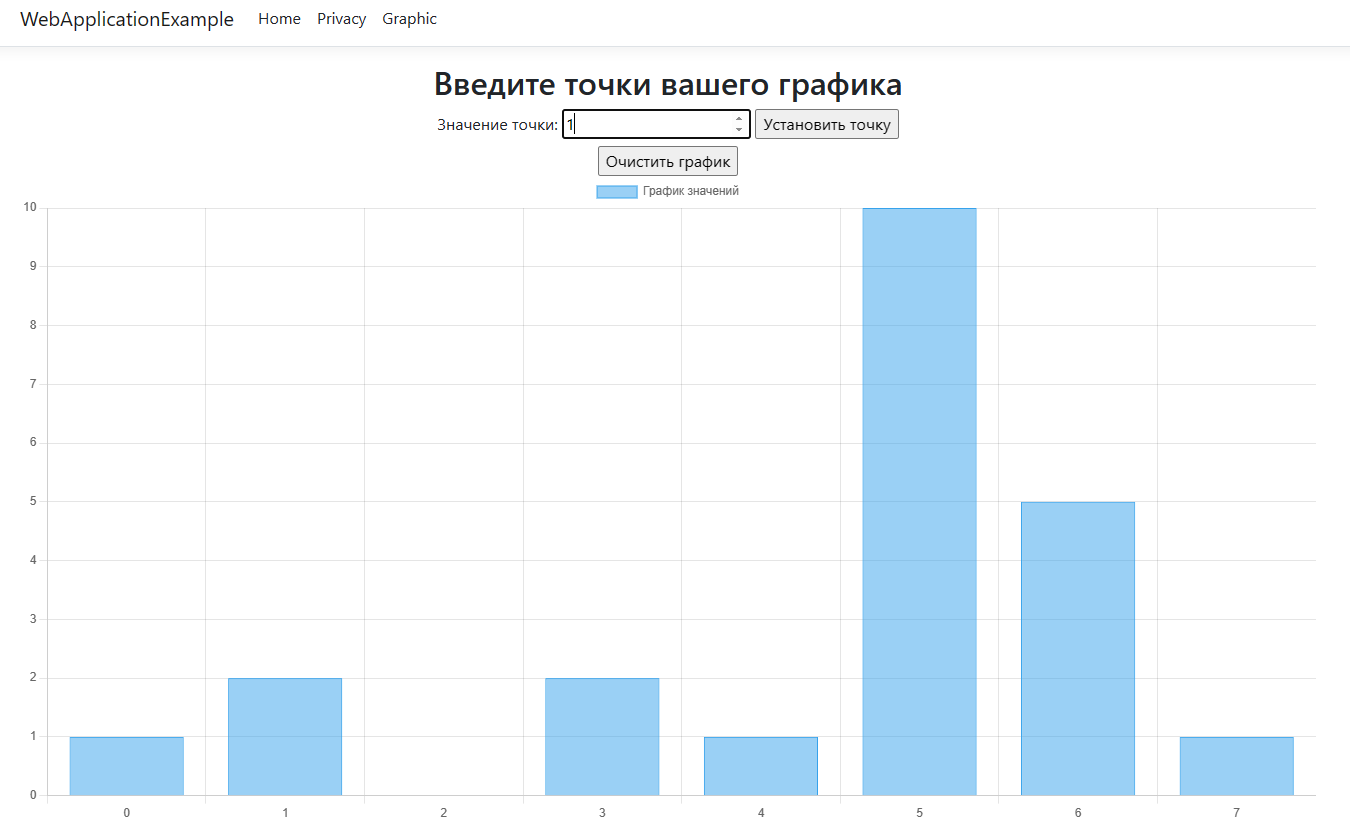 WebApplicationExample Home Privacy Graphic
Введите точки вашего графика
Значение точки: 1 Установить точку
Очистить график
График значений
10
9
8
7
6
5
4
3
2
1
0
0 1 2 3 4 5 6 7